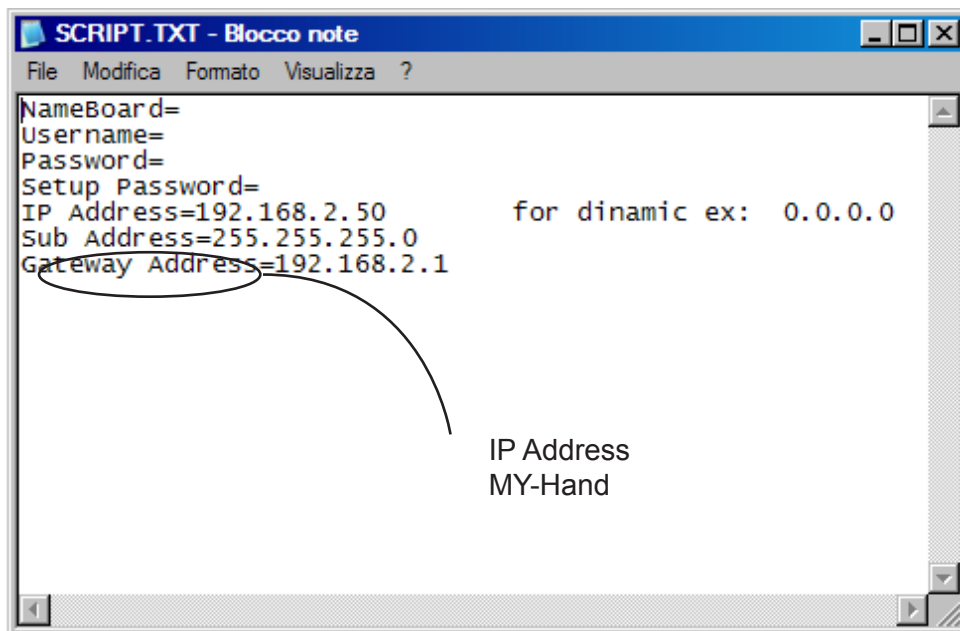 SCRIPT.TXT - Blocco note
File Modifica Formato Visualizza ?
NameBoard=
Username=
Password=
Setup Password=
IP Address=192.168.2.50 for dinamic ex: 0.0.0.0
Sub Address=255.255.255.0
Gateway Address=192.168.2.1
IP Address
MY-Hand